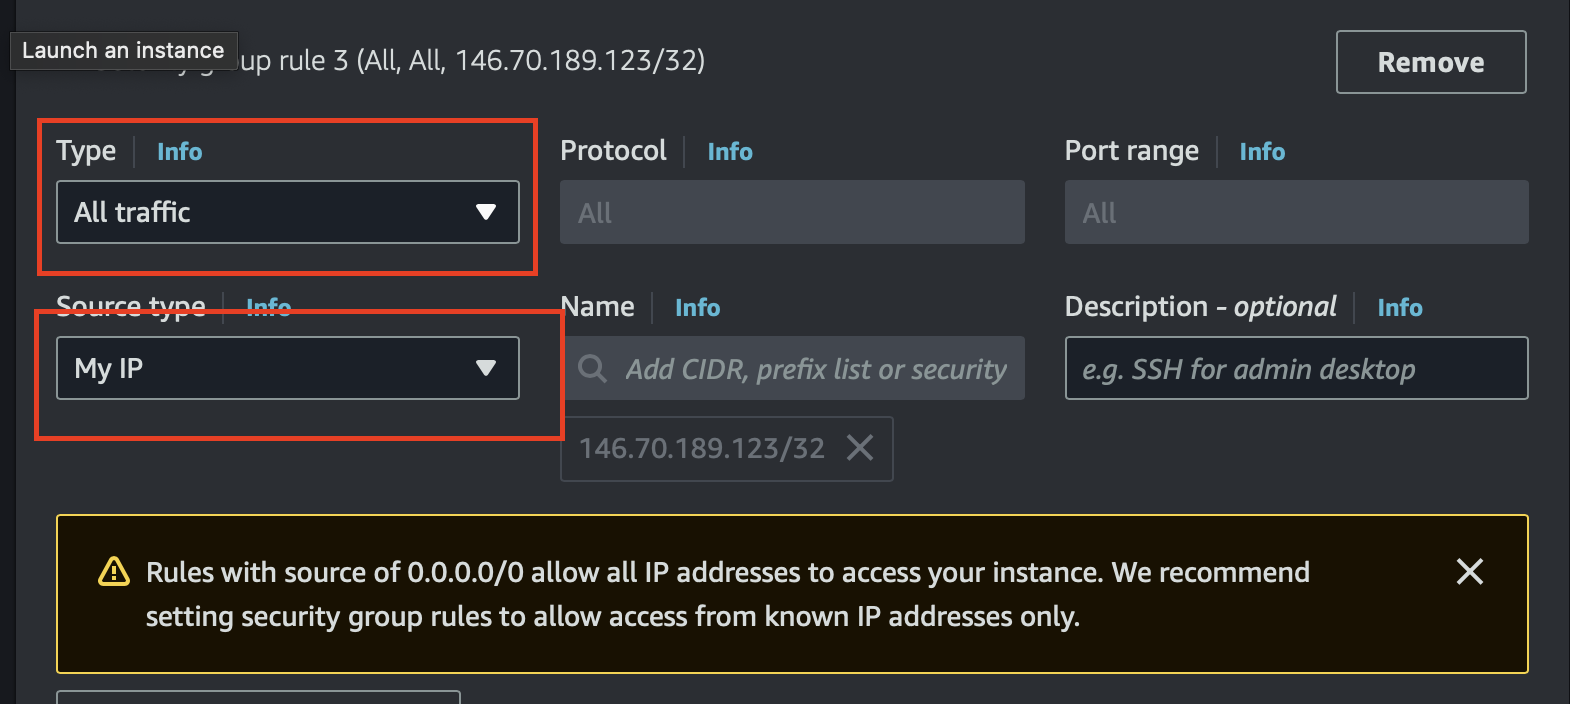 Launch an instance
group rule 3 (All, All, 146.70.189.123/32)
Remove
Type Info
Protocol Info
Port range Info
All traffic
All
All
Source type Info
Name Info
Description - optional Info
My IP
Add CIDR, prefix list or security
e.g. SSH for admin desktop
146.70.189.123/32
Rules with source of 0.0.0.0/0 allow all IP addresses to access your instance. We recommend
setting security group rules to allow access from known IP addresses only.